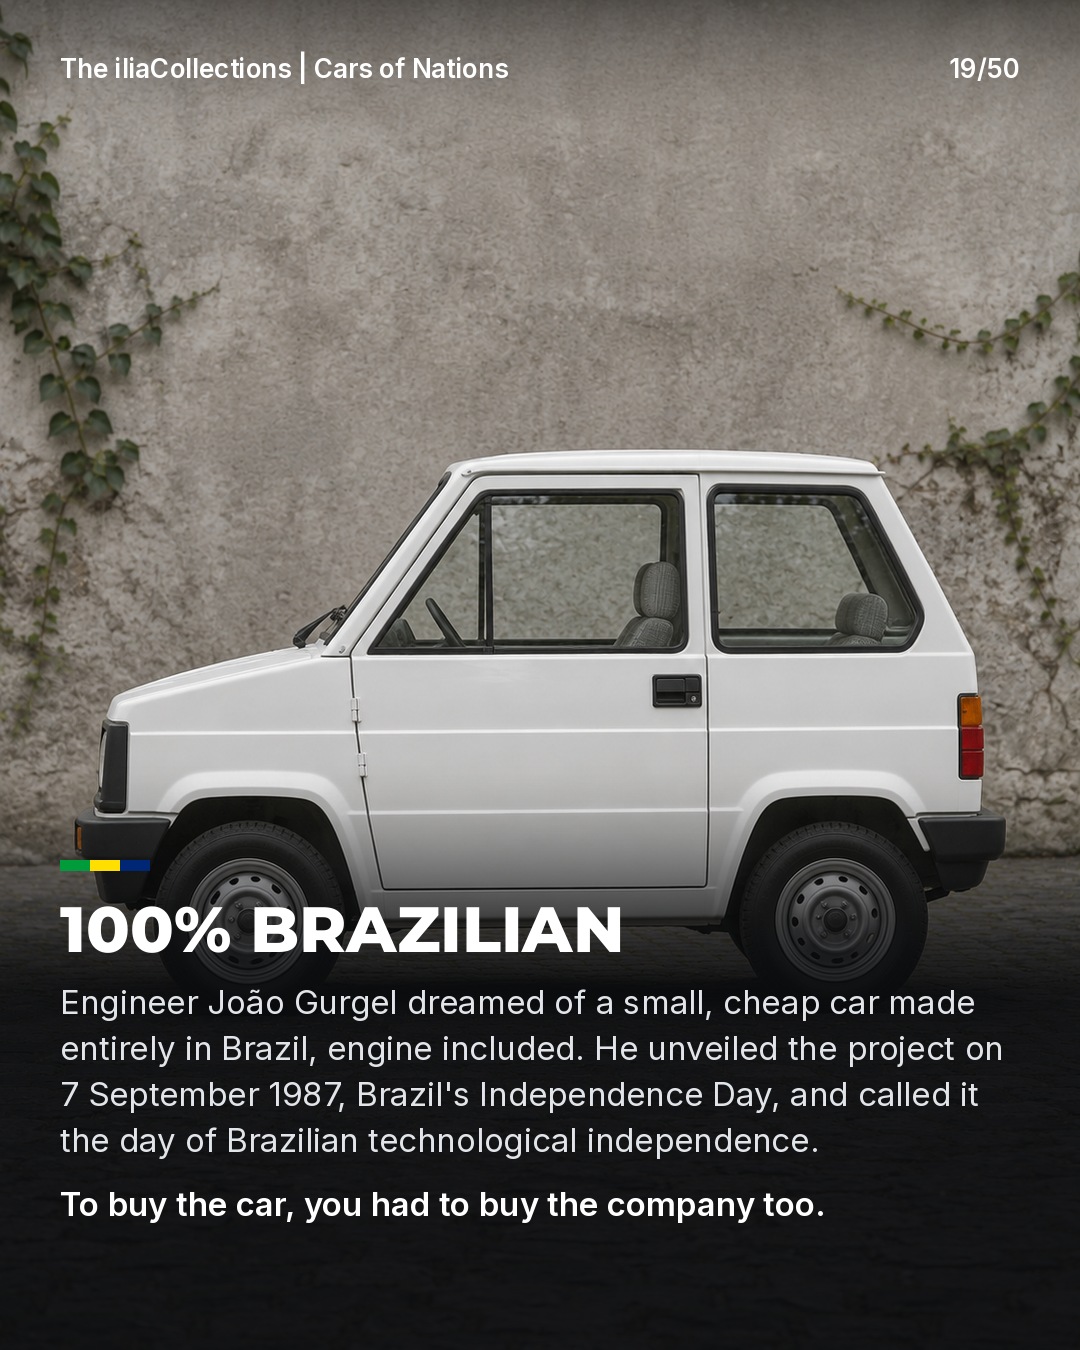 The iliaCollections | Cars of Nations
19/50
100% BRAZILIAN
Engineer João Gurgel dreamed of a small, cheap car made
entirely in Brazil, engine included. He unveiled the project on
7 September 1987, Brazil's Independence Day, and called it
the day of Brazilian technological independence.
To buy the car, you had to buy the company too.